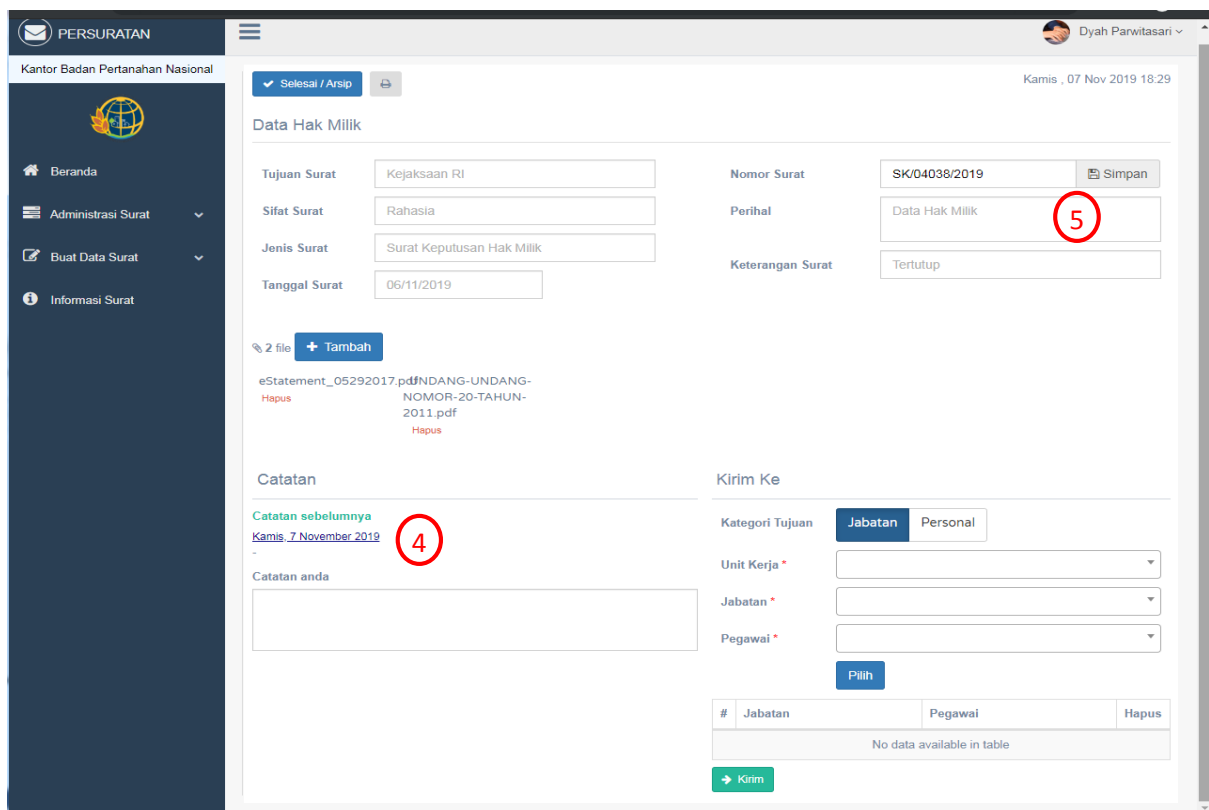 PERSURATAN
Dyah Parwitasari
Kantor Badan Pertanahan Nasional
Beranda
Administrasi Surat
Buat Data Surat
Informasi Surat
Selesai / Arsip
Kamis , 07 Nov 2019 18:29
Data Hak Milik
Tujuan Surat Kejaksaan RI
Sifat Surat Rahasia
Jenis Surat Surat Keputusan Hak Milik
Tanggal Surat 06/11/2019
Nomor Surat SK/04038/2019 Simpan
Perihal Data Hak Milik
5
Keterangan Surat Tertutup
2 file + Tambah
eStatement_05292017.pdf
Hapus
UNDANG-UNDANG-
NOMOR-20-TAHUN-
2011.pdf
Hapus
Catatan
Catatan sebelumnya
Kamis, 7 November 2019
-
4
Catatan anda
Kirim Ke
Kategori Tujuan Jabatan Personal
Unit Kerja *
Jabatan *
Pegawai *
Pilih
# Jabatan Pegawai Hapus
No data available in table
Kirim